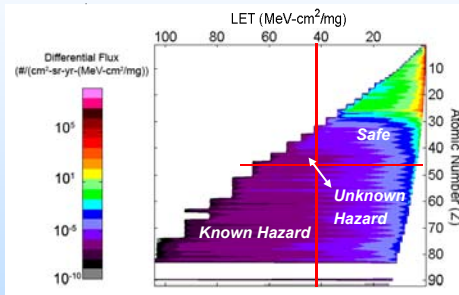 LET (MeV-cm²/mg)
100 80 60 40 20
Differential Flux
(#/(cm²-sr-yr-(MeV-cm²/mg))
10⁵
10¹
10⁻⁵
10⁻¹⁰
10
20
30
40
50
60
70
80
90
Atomic Number (Z)
Safe
Unknown
Hazard
Known Hazard